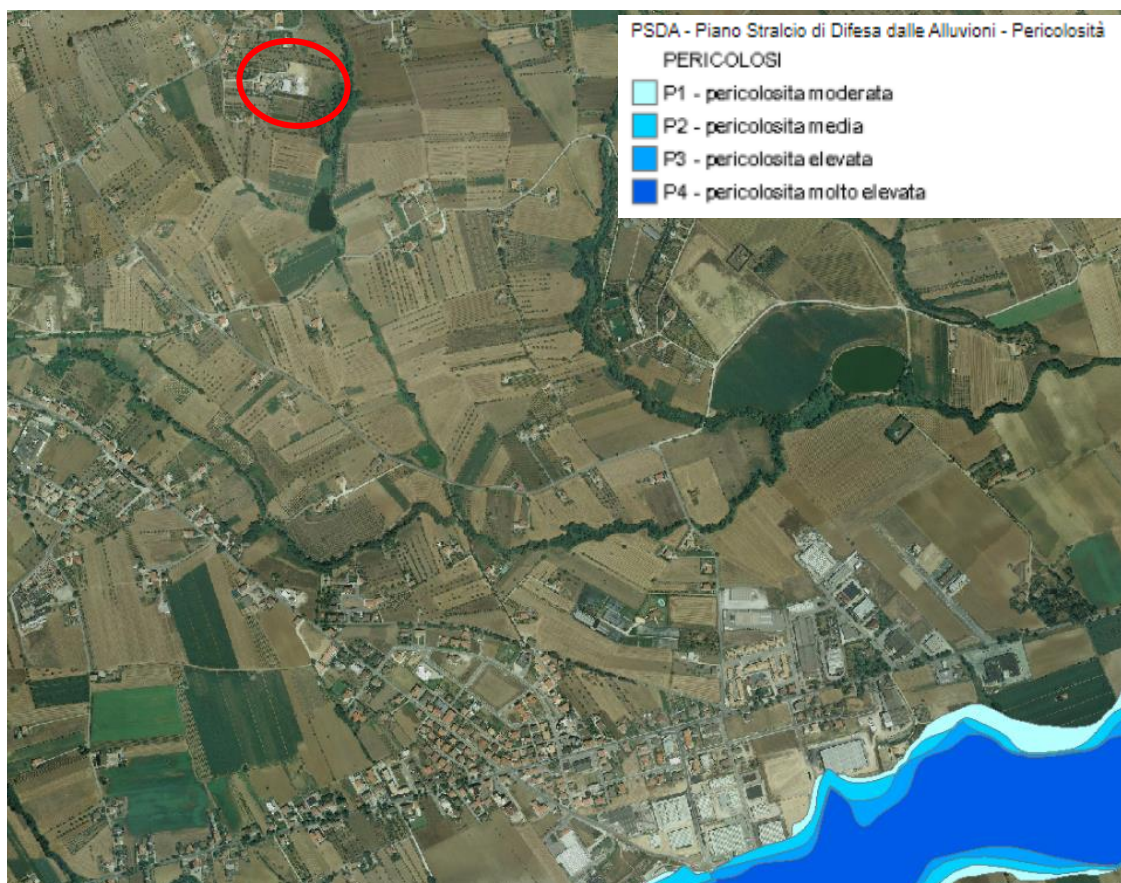 PSDA - Piano Stralcio di Difesa dalle Alluvioni - Pericolosità
PERICOLOSI
P1 - pericolosita moderata
P2 - pericolosita media
P3 - pericolosita elevata
P4 - pericolosita molto elevata